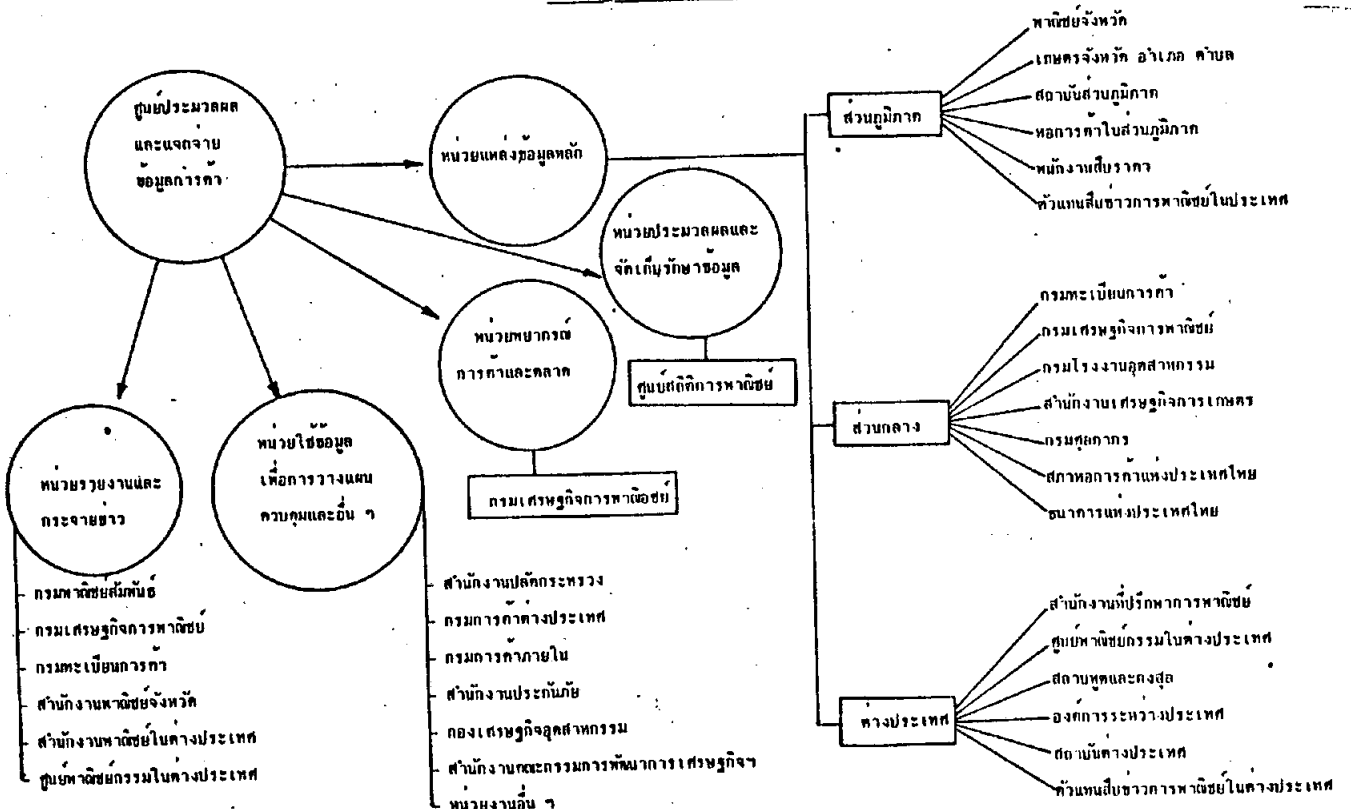 ศูนย์ประมวลผล
และแจกจ่าย
ข้อมูลการค้า
หน่วยแหล่งข้อมูลหลัก
หน่วยประมวลผลและ
จัดเก็บรักษาข้อมูล
ศูนย์สถิติการพาณิชย์
หน่วยพยากรณ์
การค้าและตลาด
กรมเศรษฐกิจการพาณิชย์
หน่วยใช้ข้อมูล
เพื่อการวางแผน
ควบคุมและอื่น ๆ
สำนักงานปลัดกระทรวง
กรมการค้าต่างประเทศ
กรมการค้าภายใน
สำนักงานประกันภัย
กองเศรษฐกิจอุตสาหกรรม
สำนักงานคณะกรรมการพัฒนาการเศรษฐกิจฯ
หน่วยงานอื่น ๆ
หน่วยรายงานและ
กระจายข่าว
กรมพาณิชย์สัมพันธ์
กรมเศรษฐกิจการพาณิชย์
กรมทะเบียนการค้า
สำนักงานพาณิชย์จังหวัด
สำนักงานพาณิชย์ในต่างประเทศ
ศูนย์พาณิชย์กรรมในต่างประเทศ
ส่วนภูมิภาค
พาณิชย์จังหวัด
เกษตรจังหวัด อำเภอ ตำบล
สถาบันส่วนภูมิภาค
หอการค้าในส่วนภูมิภาค
พนักงานสืบราคา
ตัวแทนสืบข่าวการพาณิชย์ในประเทศ
ส่วนกลาง
กรมทะเบียนการค้า
กรมเศรษฐกิจการพาณิชย์
กรมโรงงานอุตสาหกรรม
สำนักงานเศรษฐกิจการเกษตร
กรมศุลกากร
สภาหอการค้าแห่งประเทศไทย
ธนาคารแห่งประเทศไทย
ต่างประเทศ
สำนักงานที่ปรึกษาการพาณิชย์
ศูนย์พาณิชย์กรรมในต่างประเทศ
สถานทูตและกงสุล
องค์การระหว่างประเทศ
สถาบันต่างประเทศ
ตัวแทนสืบข่าวการพาณิชย์ในต่างประเทศ